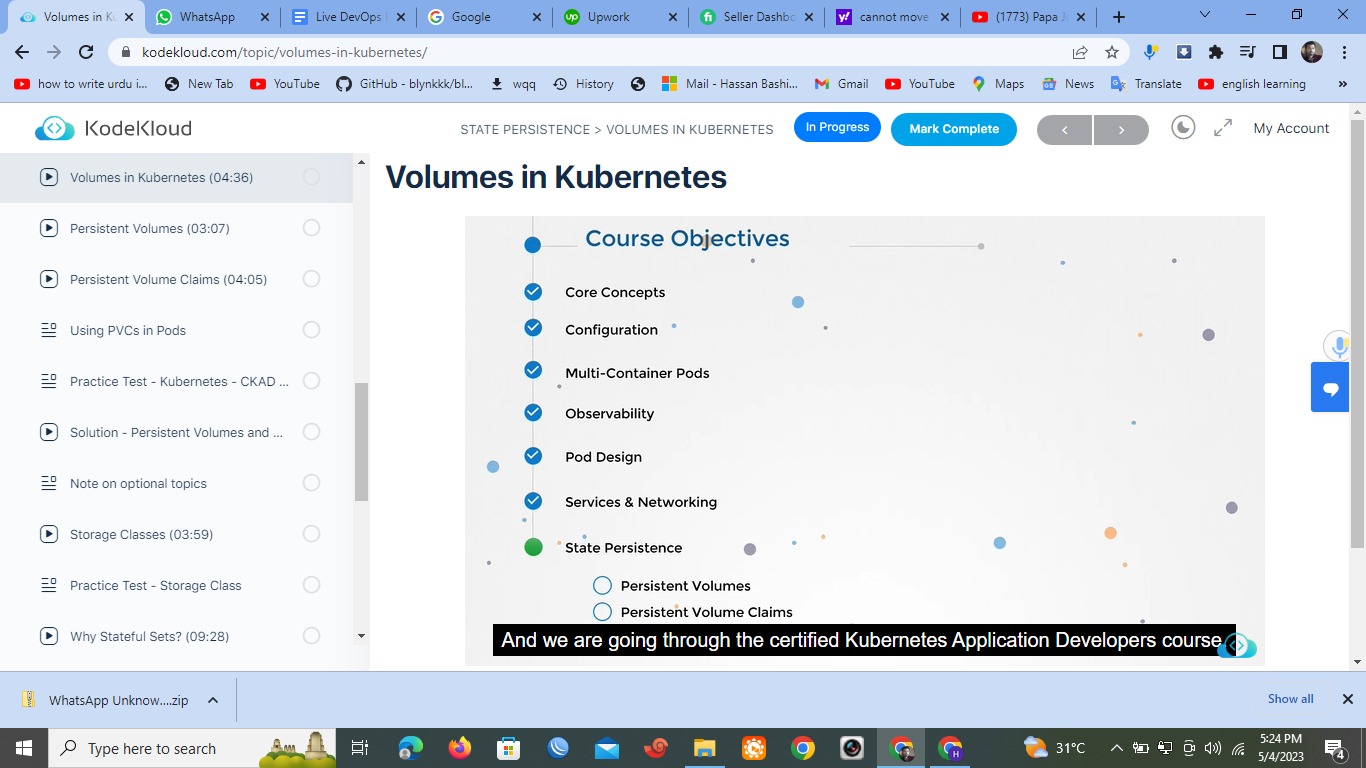 Volumes in Ku
WhatsApp
Live DevOps
Google
Upwork
Seller Dashbo
cannot move
(1773) Papa J
kodekloud.com/topic/volumes-in-kubernetes/
how to write urdu i...
New Tab
YouTube
GitHub - blynkkk/bl...
wqq
History
Mail - Hassan Bashi...
Gmail
YouTube
Maps
News
Translate
english learning
»
KodeKloud
STATE PERSISTENCE > VOLUMES IN KUBERNETES
In Progress
Mark Complete
<
>
My Account
Volumes in Kubernetes (04:36)
Persistent Volumes (03:07)
Persistent Volume Claims (04:05)
Using PVCs in Pods
Practice Test - Kubernetes - CKAD ...
Solution - Persistent Volumes and ...
Note on optional topics
Storage Classes (03:59)
Practice Test - Storage Class
Why Stateful Sets? (09:28)
Volumes in Kubernetes
Course Objectives
Core Concepts
Configuration
Multi-Container Pods
Observability
Pod Design
Services & Networking
State Persistence
Persistent Volumes
Persistent Volume Claims
And we are going through the certified Kubernetes Application Developers course
WhatsApp Unknow....zip
Show all
Type here to search
31°C
5:24 PM
5/4/2023
4